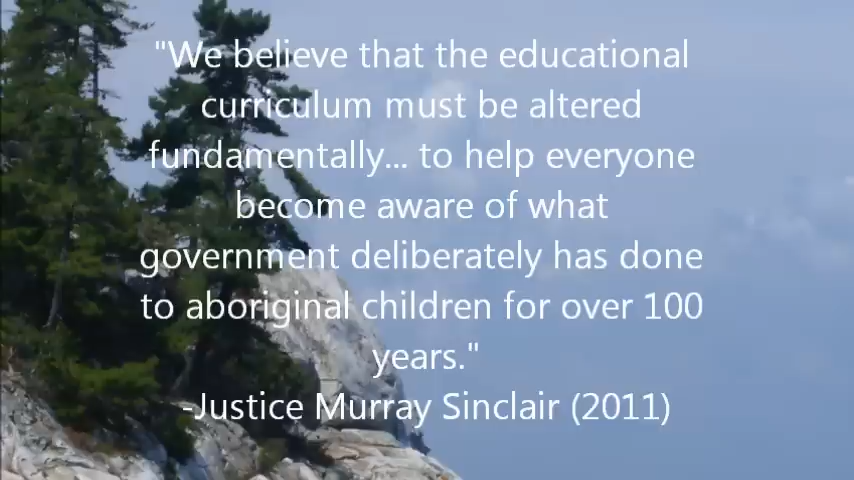 "We believe that the educational
curriculum must be altered
fundamentally... to help everyone
become aware of what
government deliberately has done
to aboriginal children for over 100
years."
-Justice Murray Sinclair (2011)